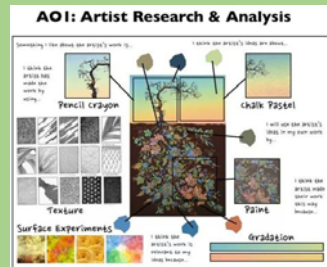 AO1: Artist Research & Analysis
Something I like about the artist's work is...
I think the artist's ideas are about...
I think
the artist has
made the
work by
using...
Pencil Crayon
Chalk Pastel
I will use the artist's
ideas in my own work
by...
Texture
Paint
I think the
artist made
their work
this way because...
Surface Experiments
I think the
artist's work is
relevant to my
ideas because...
Gradation